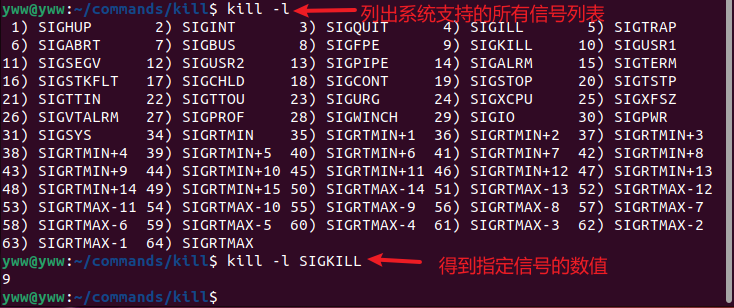 yww@yww:~/commands/kill$ kill -l 列出系统支持的所有信号列表
1) SIGHUP 2) SIGINT 3) SIGQUIT 4) SIGILL 5) SIGTRAP
6) SIGABRT 7) SIGBUS 8) SIGFPE 9) SIGKILL 10) SIGUSR1
11) SIGSEGV 12) SIGUSR2 13) SIGPIPE 14) SIGALRM 15) SIGTERM
16) SIGSTKFLT 17) SIGCHLD 18) SIGCONT 19) SIGSTOP 20) SIGTSTP
21) SIGTTIN 22) SIGTTOU 23) SIGURG 24) SIGXCPU 25) SIGXFSZ
26) SIGVTALRM 27) SIGPROF 28) SIGWINCH 29) SIGIO 30) SIGPWR
31) SIGSYS 34) SIGRTMIN 35) SIGRTMIN+1 36) SIGRTMIN+2 37) SIGRTMIN+3
38) SIGRTMIN+4 39) SIGRTMIN+5 40) SIGRTMIN+6 41) SIGRTMIN+7 42) SIGRTMIN+8
43) SIGRTMIN+9 44) SIGRTMIN+10 45) SIGRTMIN+11 46) SIGRTMIN+12 47) SIGRTMIN+13
48) SIGRTMIN+14 49) SIGRTMIN+15 50) SIGRTMAX-14 51) SIGRTMAX-13 52) SIGRTMAX-12
53) SIGRTMAX-11 54) SIGRTMAX-10 55) SIGRTMAX-9 56) SIGRTMAX-8 57) SIGRTMAX-7
58) SIGRTMAX-6 59) SIGRTMAX-5 60) SIGRTMAX-4 61) SIGRTMAX-3 62) SIGRTMAX-2
63) SIGRTMAX-1 64) SIGRTMAX
yww@yww:~/commands/kill$ kill -l SIGKILL 得到指定信号的数值
9
yww@yww:~/commands/kill$